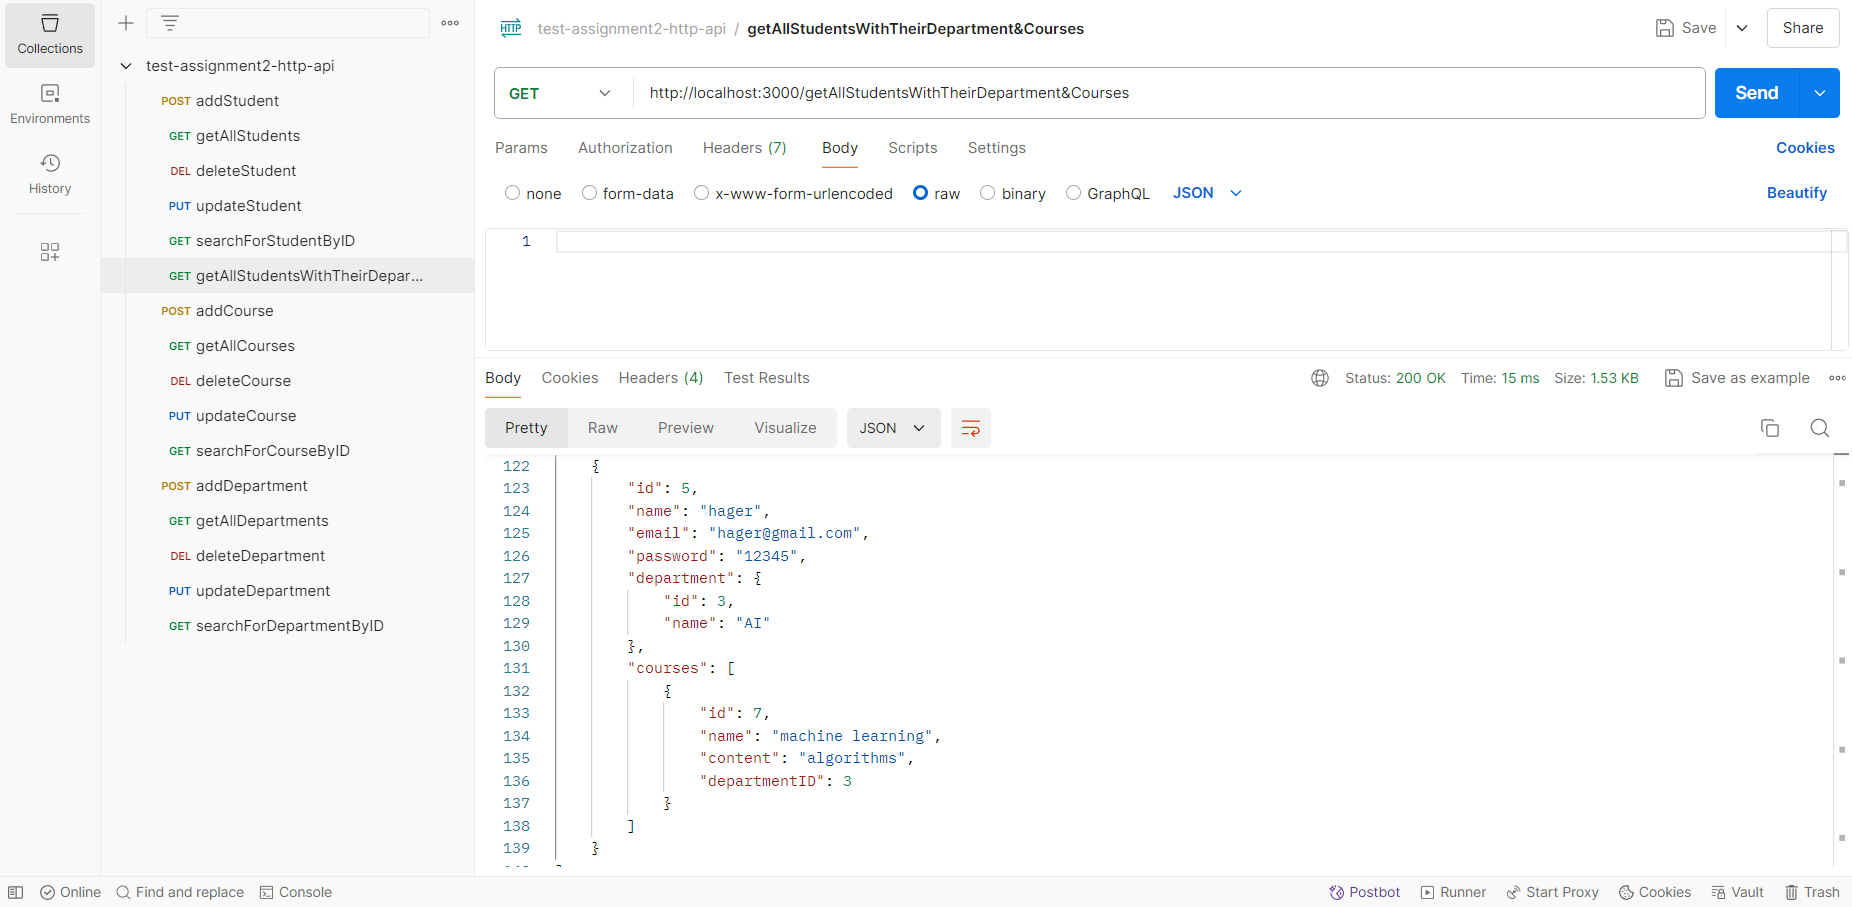 Collections
Environments
History
test-assignment2-http-api
POST addStudent
GET getAllStudents
DEL deleteStudent
PUT updateStudent
GET searchForStudentByID
GET getAllStudentsWithTheirDepar...
POST addCourse
GET getAllCourses
DEL deleteCourse
PUT updateCourse
GET searchForCourseByID
POST addDepartment
GET getAllDepartments
DEL deleteDepartment
PUT updateDepartment
GET searchForDepartmentByID
HTTP test-assignment2-http-api / getAllStudentsWithTheirDepartment&Courses Save Share
GET http://localhost:3000/getAllStudentsWithTheirDepartment&Courses Send
Params Authorization Headers (7) Body Scripts Settings Cookies
none form-data x-www-form-urlencoded raw binary GraphQL JSON Beautify
1
Body Cookies Headers (4) Test Results Status: 200 OK Time: 15 ms Size: 1.53 KB Save as example
Pretty Raw Preview Visualize JSON
122 {
123 "id": 5,
124 "name": "hager",
125 "email": "hager@gmail.com",
126 "password": "12345",
127 "department": {
128 "id": 3,
129 "name": "AI"
130 },
131 "courses": [
132 {
133 "id": 7,
134 "name": "machine learning",
135 "content": "algorithms",
136 "departmentID": 3
137 }
138 ]
139 }
Online Find and replace Console Postbot Runner Start Proxy Cookies Vault Trash